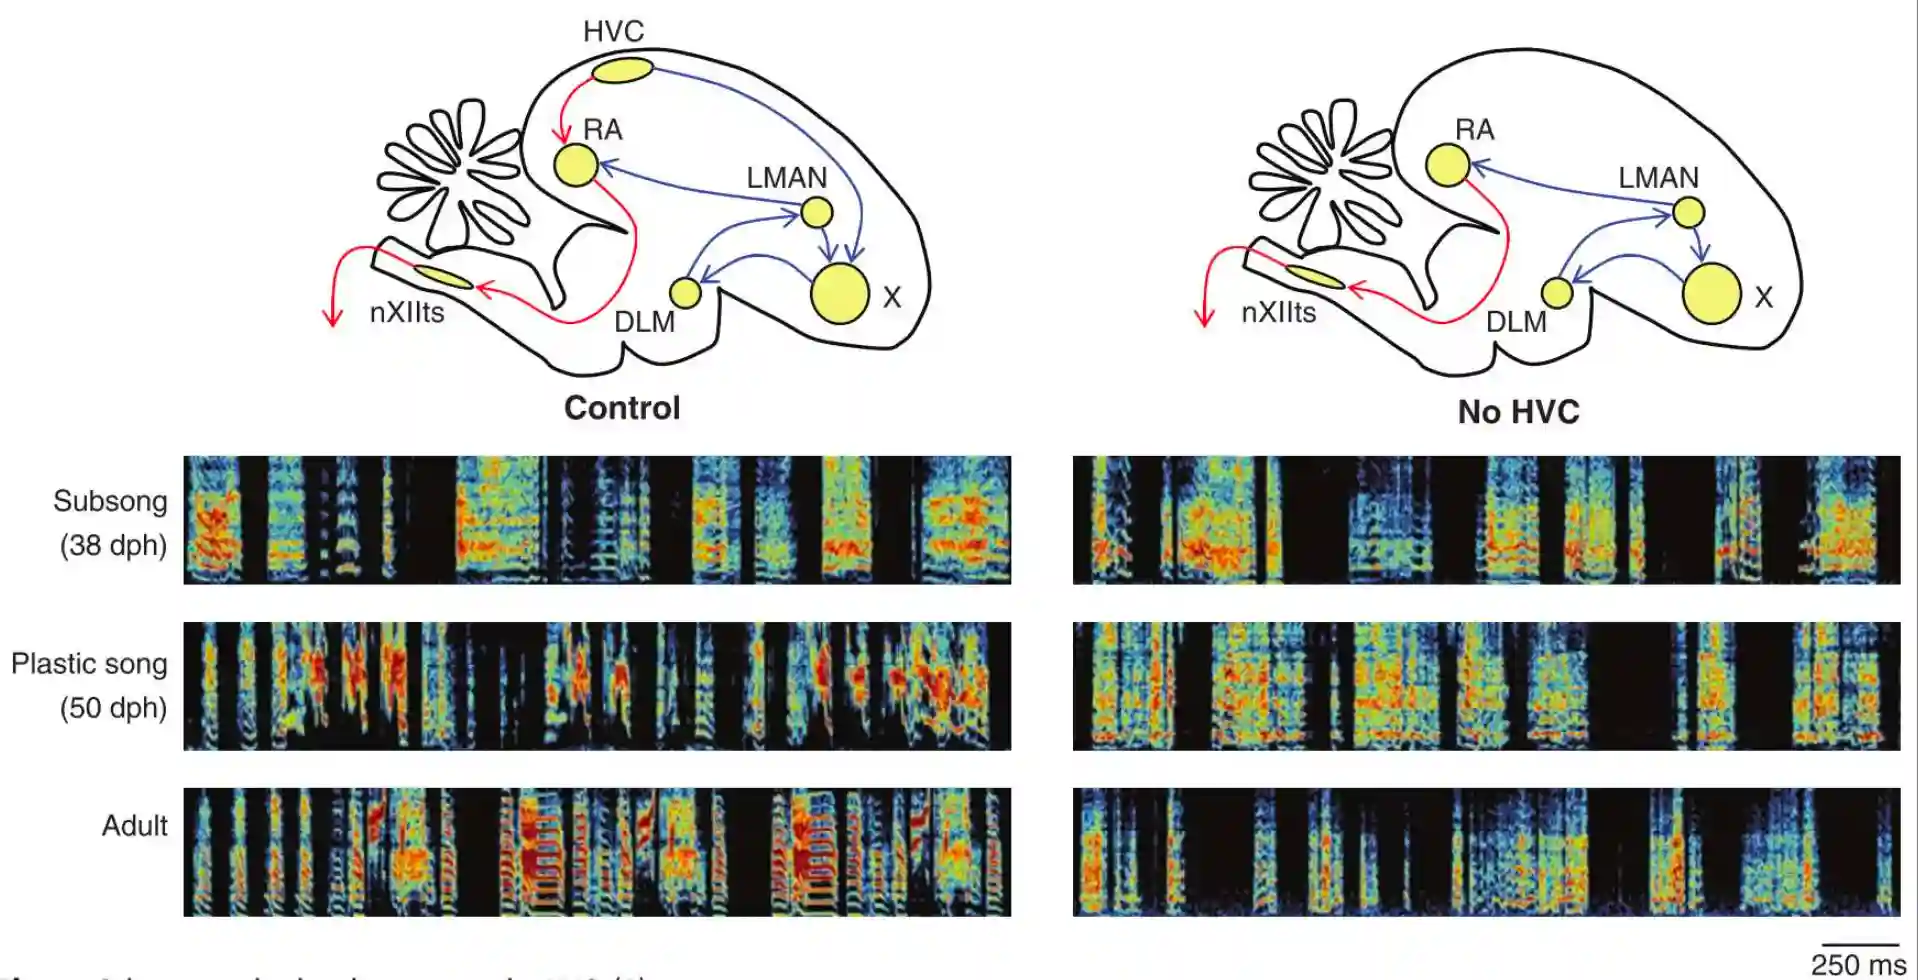 HVC
RA
LMAN
X
DLM
nXIIts
Control
RA
LMAN
X
DLM
nXIIts
No HVC
Subsong
(38 dph)
Plastic song
(50 dph)
Adult
250 ms